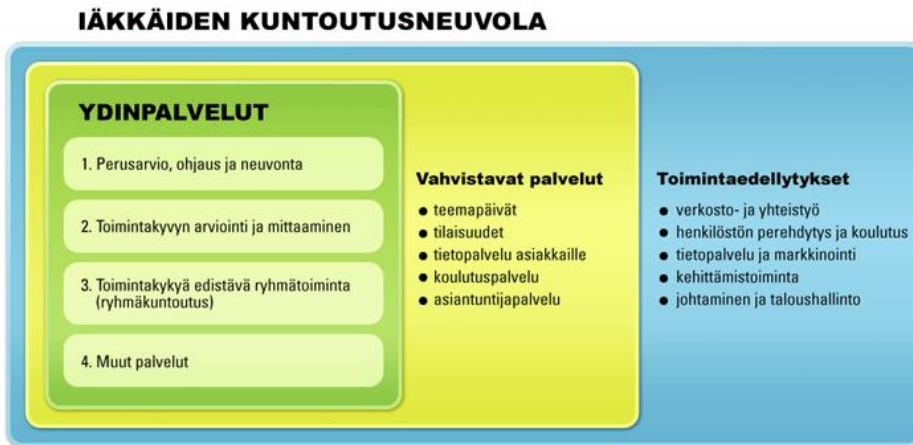 IÄKKÄIDEN KUNTOUTUSNEUVOLA
YDINPALVELUT
1. Perusarvio, ohjaus ja neuvonta
2. Toimintakyvyn arviointi ja mittaaminen
3. Toimintakykyä edistävä ryhmätoiminta
(ryhmäkuntoutus)
4. Muut palvelut
Vahvistavat palvelut
● teemapäivät
● tilaisuudet
● tietopalvelu asiakkaille
● koulutuspalvelu
● asiantuntijapalvelu
Toimintaedellytykset
● verkosto- ja yhteistyö
● henkilöstön perehdytys ja koulutus
● tietopalvelu ja markkinointi
● kehittämistoiminta
● johtaminen ja taloushallinto